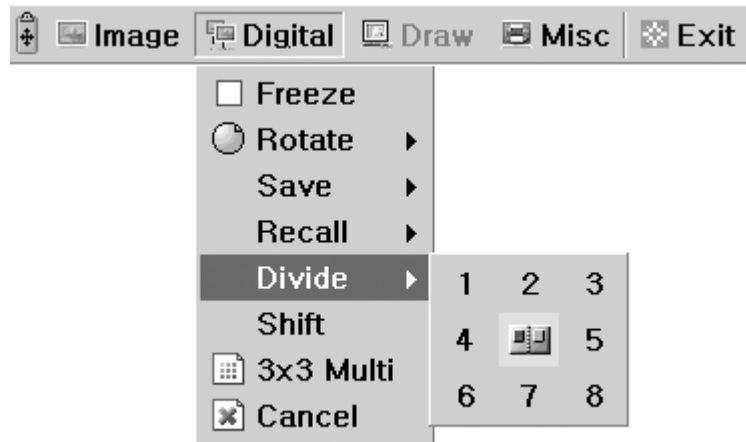 Image Digital Draw Misc Exit
Freeze
Rotate
Save
Recall
Divide
1 2 3
Shift
4 5
3x3 Multi
6 7 8
Cancel